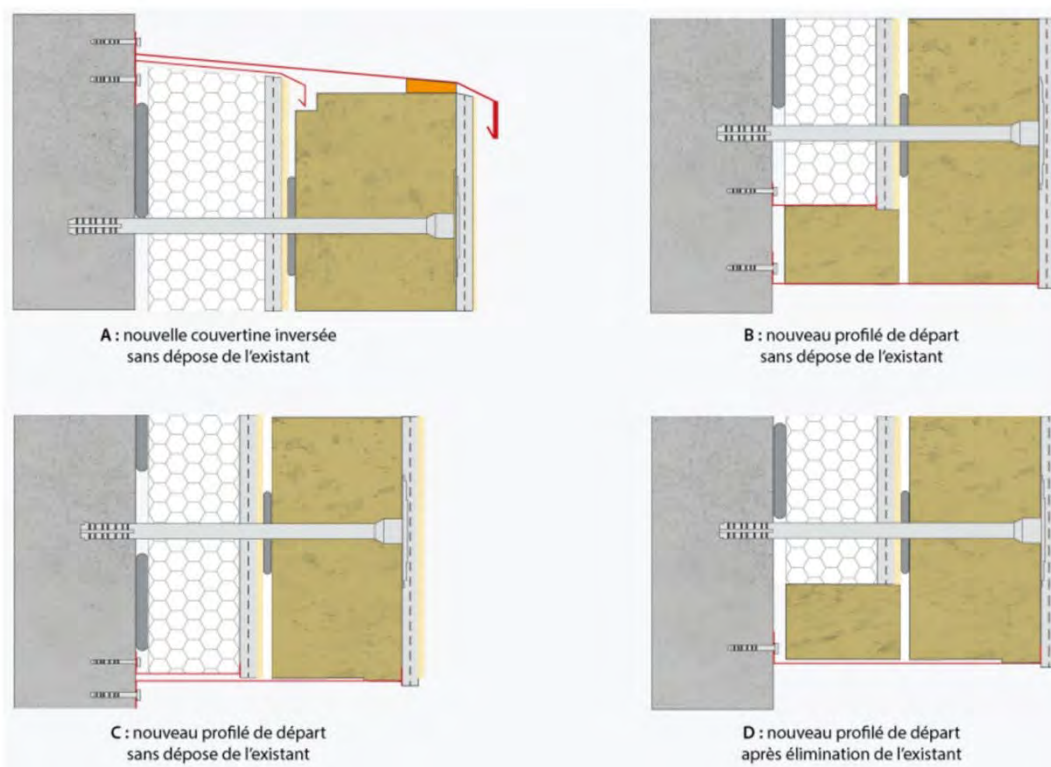 A : nouvelle couvertine inversée
sans dépose de l'existant
B : nouveau profilé de départ
sans dépose de l'existant
C : nouveau profilé de départ
sans dépose de l'existant
D : nouveau profilé de départ
après élimination de l'existant